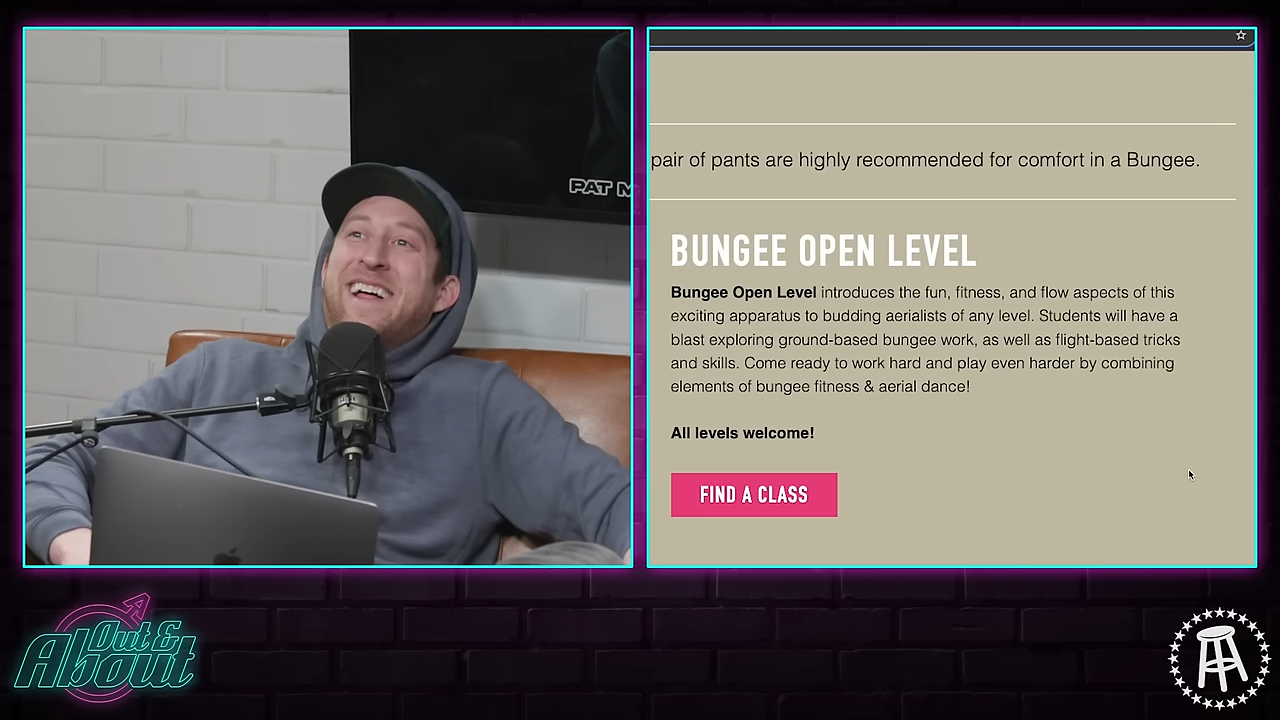 PAT M
pair of pants are highly recommended for comfort in a Bungee.
BUNGEE OPEN LEVEL
Bungee Open Level introduces the fun, fitness, and flow aspects of this
exciting apparatus to budding aerialists of any level. Students will have a
blast exploring ground-based bungee work, as well as flight-based tricks
and skills. Come ready to work hard and play even harder by combining
elements of bungee fitness & aerial dance!
All levels welcome!
FIND A CLASS
Out &
About